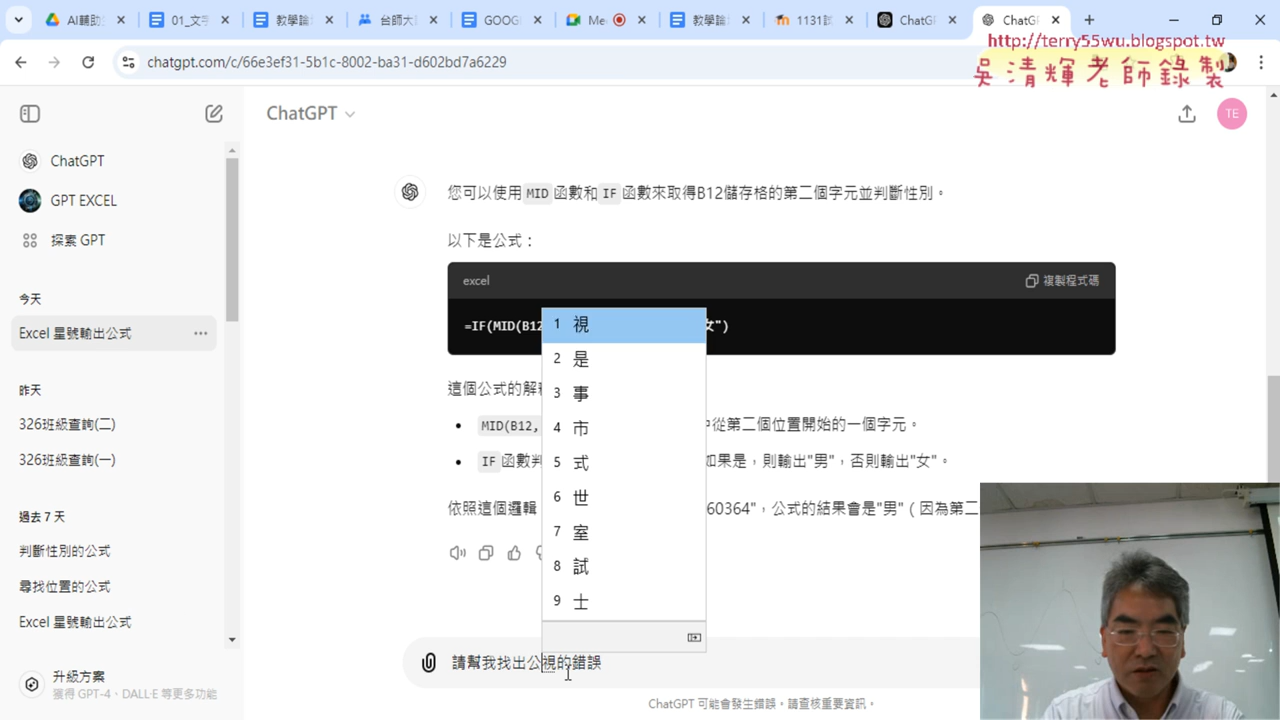 AI輔助
01_文字
教學論
台師大
GOOG
Me
教學論
1131試
ChatG
ChatG
http://terry55wu.blogspot.tw
chatgpt.com/c/66e3ef31-5b1c-8002-ba31-d602bd7a6229
吳清輝老師錄製
ChatGPT
TE
ChatGPT
GPT EXCEL
探索 GPT
今天
Excel 星號輸出公式
昨天
326班級查詢(二)
326班級查詢(一)
過去 7 天
判斷性別的公式
尋找位置的公式
Excel 星號輸出公式
升級方案
獲得 GPT-4、DALL·E 等更多功能
您可以使用 MID 函數和 IF 函數來取得B12儲存格的第二個字元並判斷性別。
以下是公式：
excel
複製程式碼
=IF(MID(B12
女")
這個公式的解
MID(B12,
中從第二個位置開始的一個字元。
IF 函數判
如果是，則輸出"男"，否則輸出"女"。
依照這個邏輯
60364"，公式的結果會是"男"（因為第二
1 視
2 是
3 事
4 市
5 式
6 世
7 室
8 試
9 士
請幫我找出公視的錯誤
ChatGPT 可能會發生錯誤。請查核重要資訊。